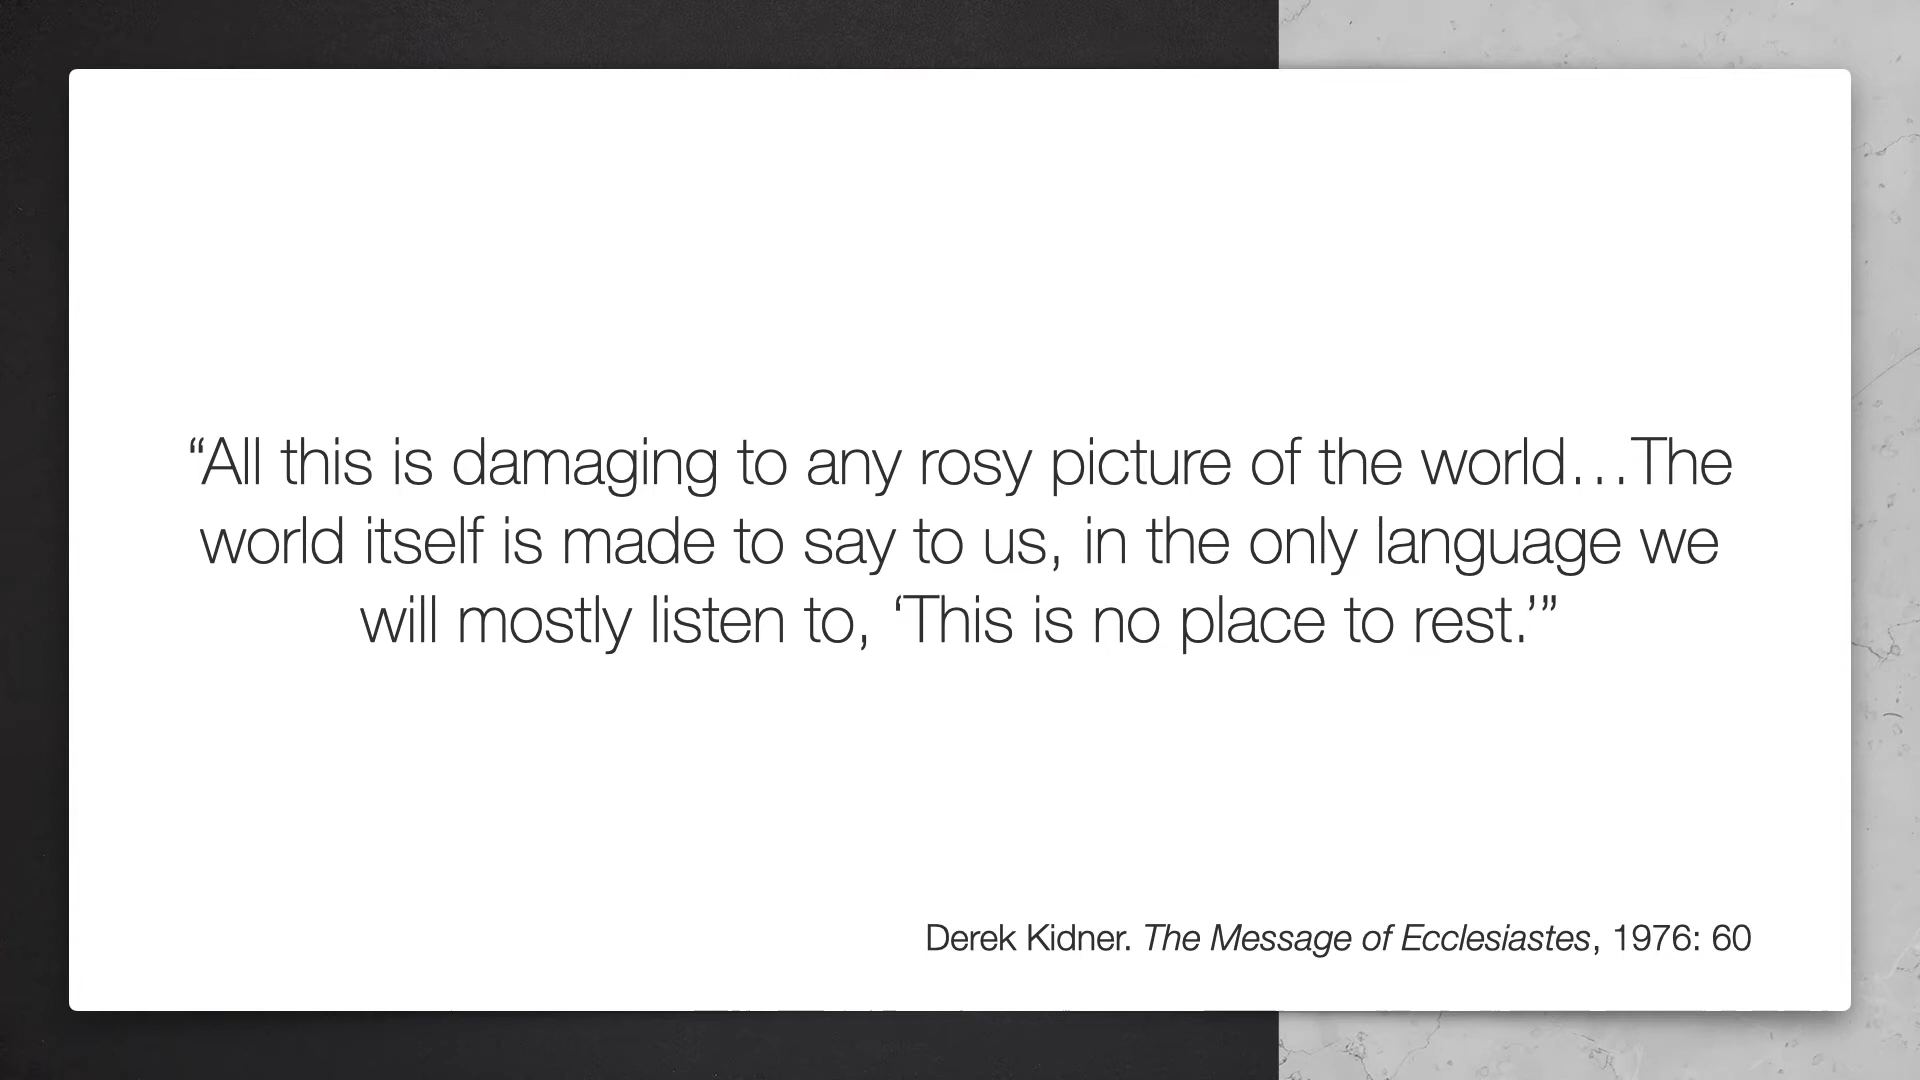 “All this is damaging to any rosy picture of the world…The
world itself is made to say to us, in the only language we
will mostly listen to, ‘This is no place to rest.’”
Derek Kidner. The Message of Ecclesiastes, 1976: 60